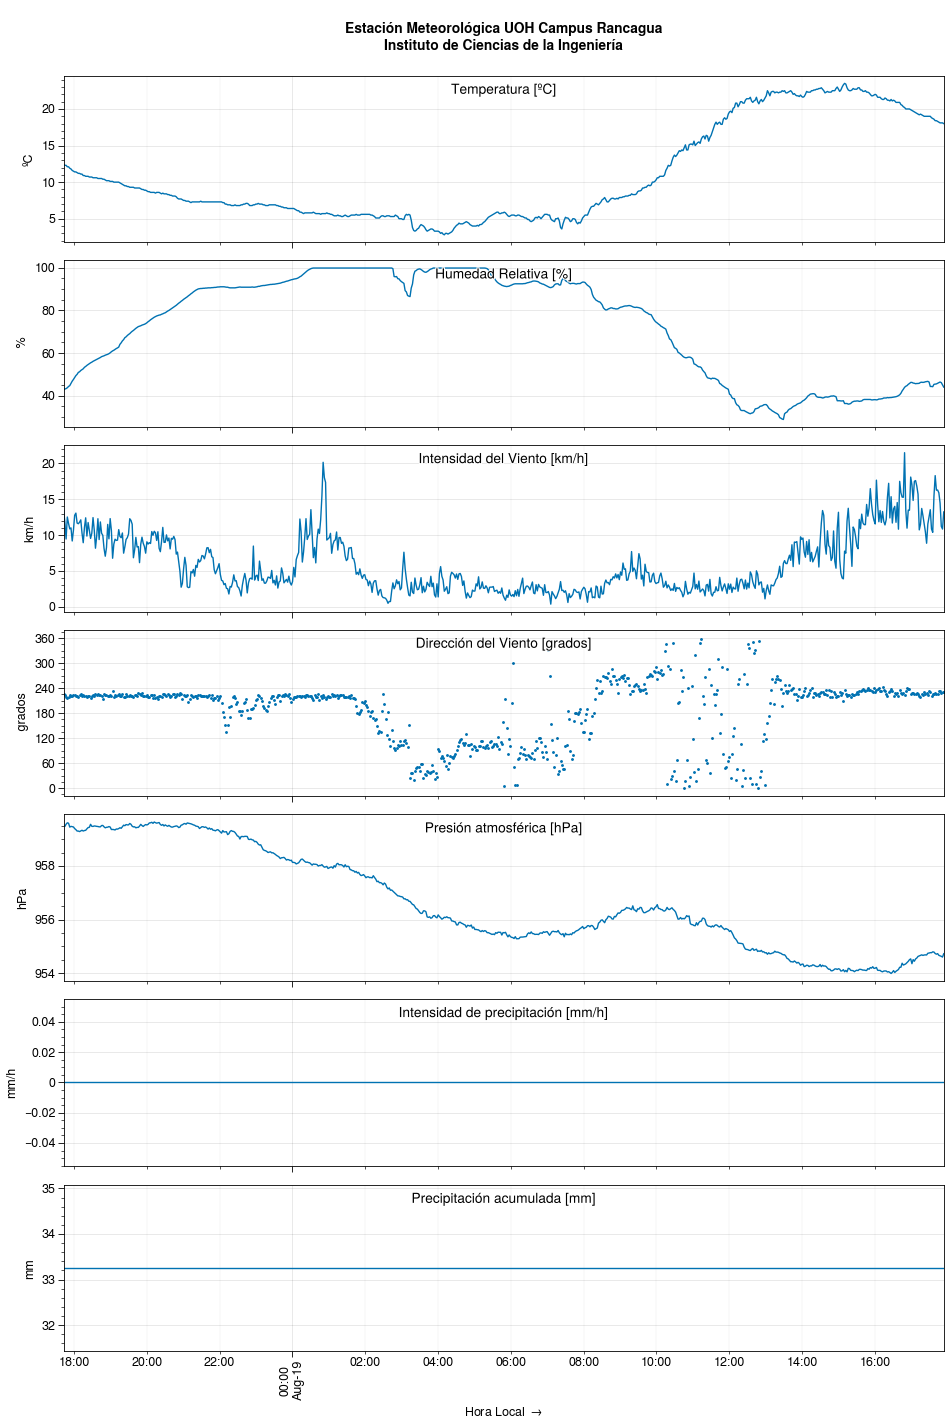 Estación Meteorológica UOH Campus Rancagua
Instituto de Ciencias de la Ingeniería
Temperatura [ºC]
ºC
20
15
10
5
Humedad Relativa [%]
%
100
80
60
40
Intensidad del Viento [km/h]
km/h
20
15
10
5
0
Dirección del Viento [grados]
grados
360
300
240
180
120
60
0
Presión atmosférica [hPa]
hPa
958
956
954
Intensidad de precipitación [mm/h]
mm/h
0.04
0.02
0
−0.02
−0.04
Precipitación acumulada [mm]
mm
35
34
33
32
18:00 20:00 22:00 00:00 02:00 04:00 06:00 08:00 10:00 12:00 14:00 16:00
Aug-19
Hora Local →